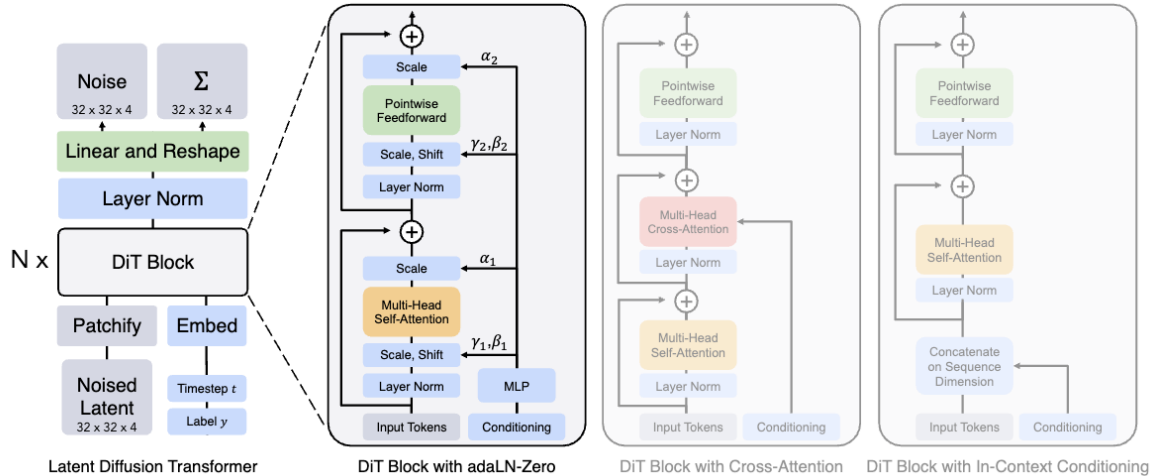 Noise
32 x 32 x 4
Σ
32 x 32 x 4
Linear and Reshape
Layer Norm
N x
DiT Block
Patchify
Embed
Noised
Latent
32 x 32 x 4
Timestep t
Label y
Latent Diffusion Transformer
Scale
α₂
Pointwise
Feedforward
Scale, Shift
γ₂,β₂
Layer Norm
Scale
α₁
Multi-Head
Self-Attention
Scale, Shift
γ₁,β₁
Layer Norm
MLP
Input Tokens
Conditioning
DiT Block with adaLN-Zero
Pointwise
Feedforward
Layer Norm
Multi-Head
Cross-Attention
Layer Norm
Multi-Head
Self-Attention
Layer Norm
Input Tokens
Conditioning
DiT Block with Cross-Attention
Pointwise
Feedforward
Layer Norm
Multi-Head
Self-Attention
Layer Norm
Concatenate
on Sequence
Dimension
Input Tokens
Conditioning
DiT Block with In-Context Conditioning